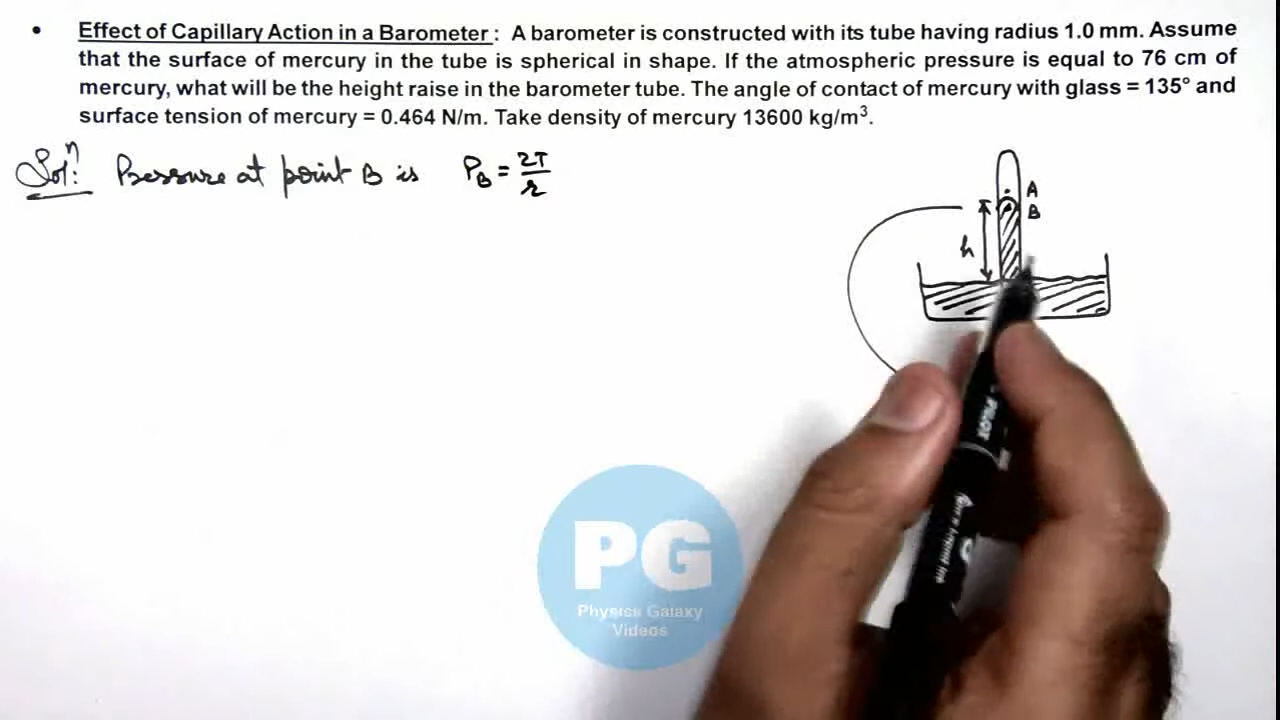 • Effect of Capillary Action in a Barometer : A barometer is constructed with its tube having radius 1.0 mm. Assume
that the surface of mercury in the tube is spherical in shape. If the atmospheric pressure is equal to 76 cm of
mercury, what will be the height raise in the barometer tube. The angle of contact of mercury with glass = 135° and
surface tension of mercury = 0.464 N/m. Take density of mercury 13600 kg/m³.
Solⁿ: Pressure at point B is P_B = 2T/r
A
B
h
PILOT
PG
Physics Galaxy
Videos